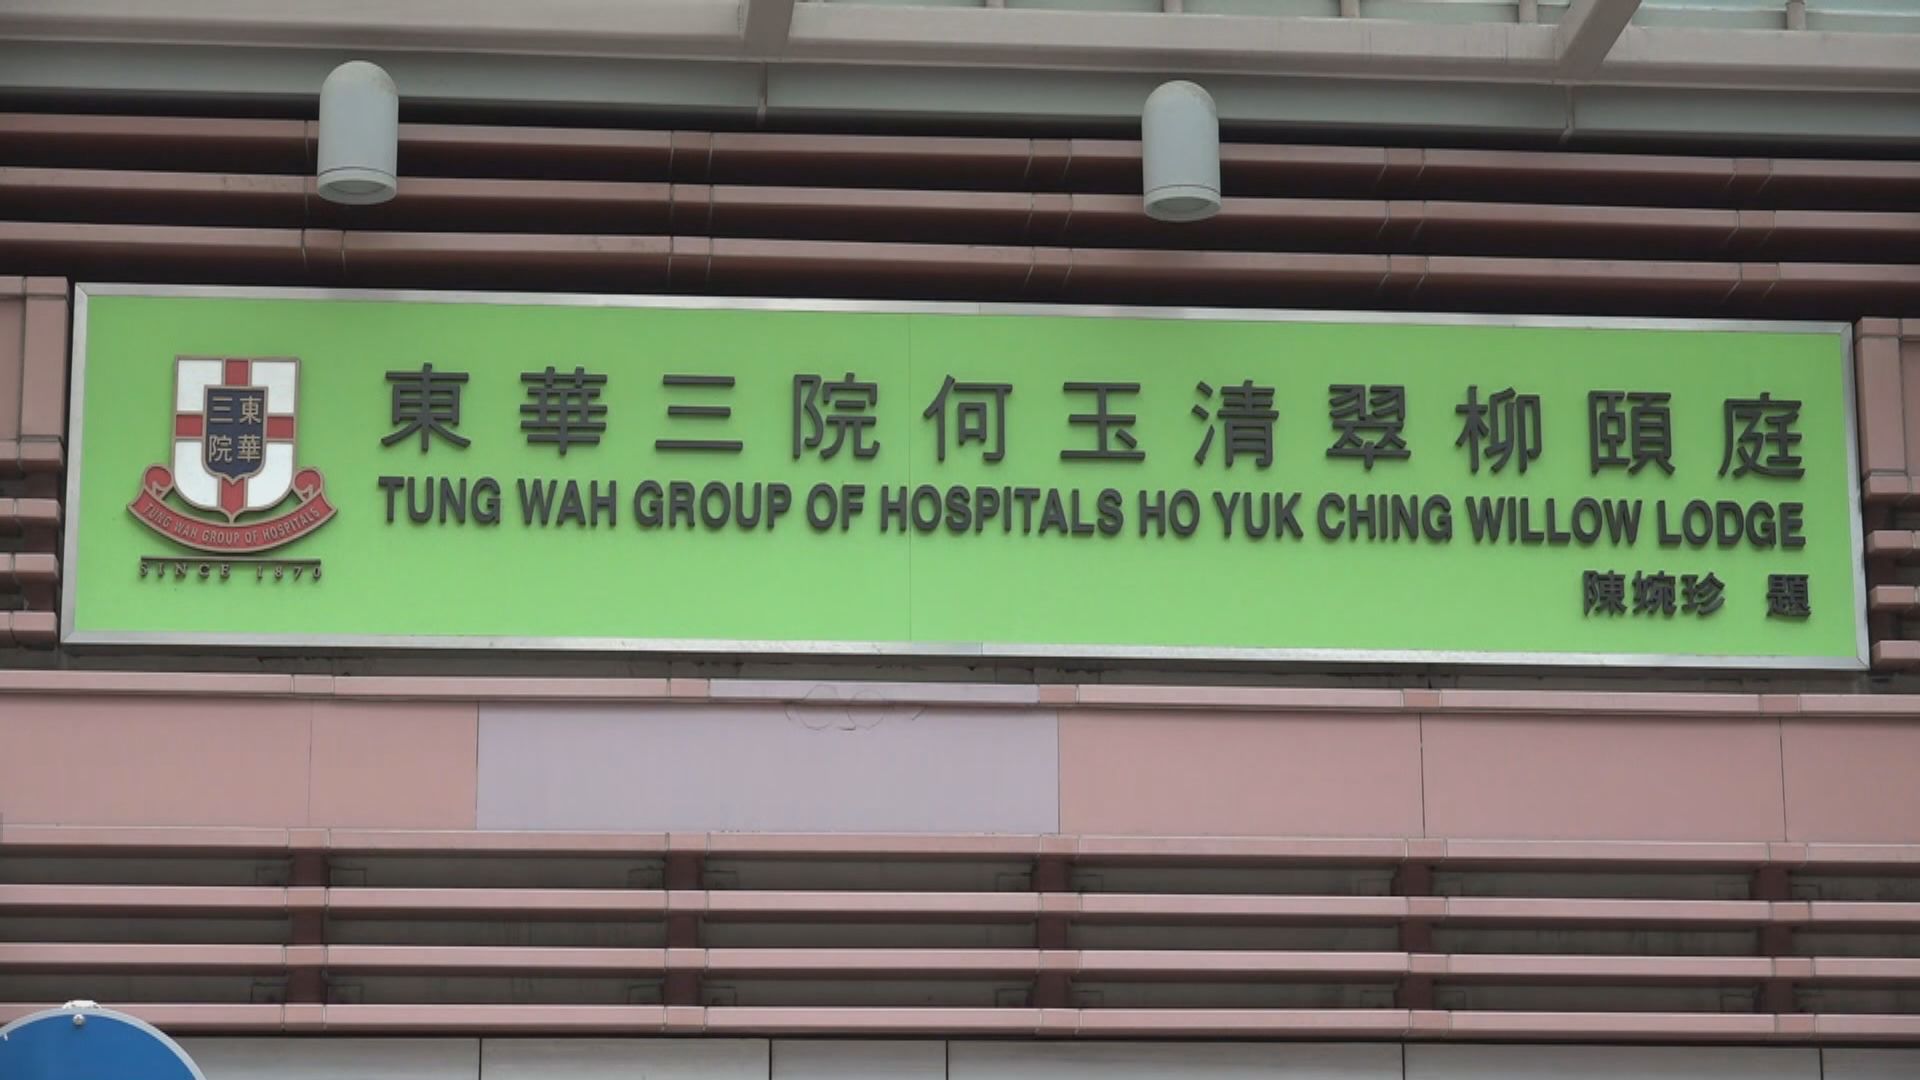 東華三院何玉清翠柳頤庭
TUNG WAH GROUP OF HOSPITALS HO YUK CHING WILLOW LODGE
陳婉珍 題
東華三院
TUNG WAH GROUP OF HOSPITALS
SINCE 1870